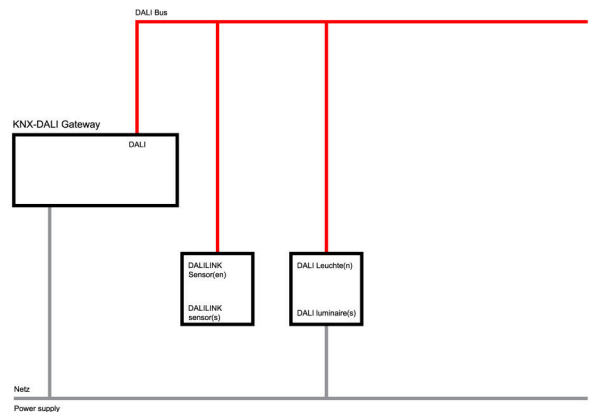 DALI Bus
KNX-DALI Gateway
DALI
DALILINK
Sensor(en)
DALILINK
sensor(s)
DALI Leuchte(n)
DALI luminaire(s)
Netz
Power supply